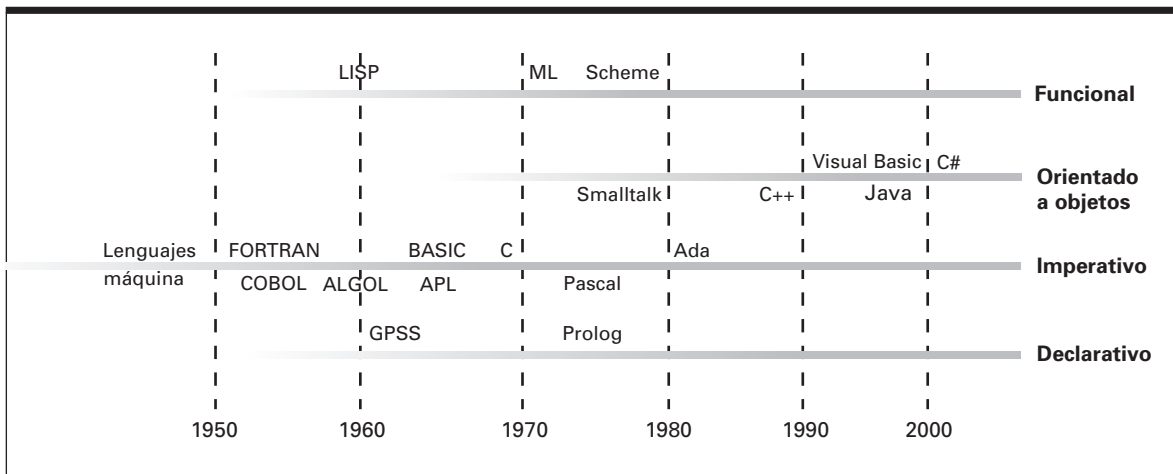 LISP ML Scheme
Funcional
Visual Basic C#
Smalltalk C++ Java
Orientado
a objetos
Lenguajes
máquina
FORTRAN BASIC C Ada
Imperativo
COBOL ALGOL APL Pascal
GPSS Prolog
Declarativo
1950 1960 1970 1980 1990 2000